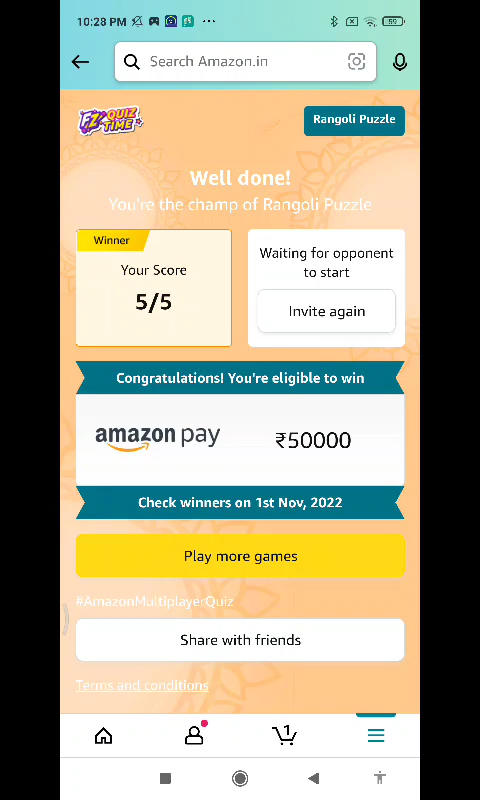 10:28 PM
59
Search Amazon.in
FZ QUIZ TIME
Rangoli Puzzle
Well done!
You're the champ of Rangoli Puzzle
Winner
Your Score
5/5
Waiting for opponent
to start
Invite again
Congratulations! You're eligible to win
amazon pay
₹50000
Check winners on 1st Nov, 2022
Play more games
#AmazonMultiplayerQuiz
Share with friends
Terms and conditions
1